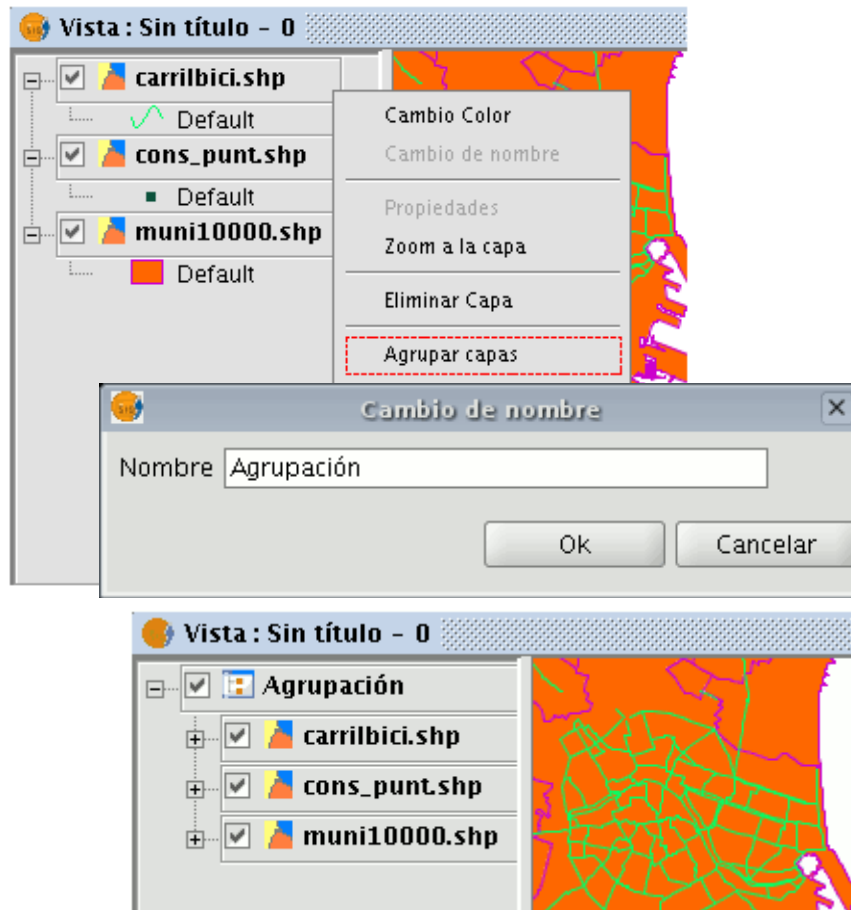 Vista : Sin título - 0
carrilbici.shp
Default
cons_punt.shp
Default
muni10000.shp
Default
Cambio Color
Cambio de nombre
Propiedades
Zoom a la capa
Eliminar Capa
Agrupar capas
Cambio de nombre
Nombre Agrupación
Ok Cancelar
Vista : Sin título - 0
Agrupación
carrilbici.shp
cons_punt.shp
muni10000.shp